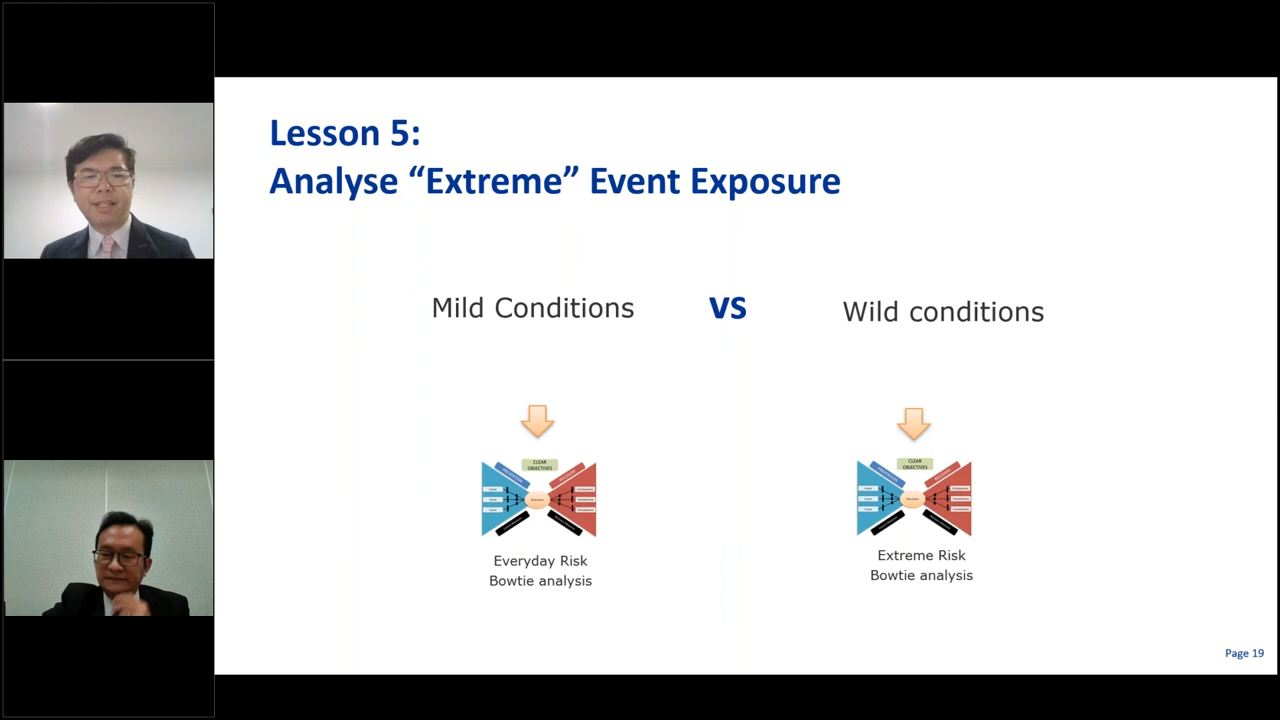 Lesson 5:
Analyse “Extreme” Event Exposure
Mild Conditions
VS
Wild conditions
CLEAR
OBJECTIVES
CLEAR
OBJECTIVES
Everyday Risk
Bowtie analysis
Extreme Risk
Bowtie analysis
Page 19